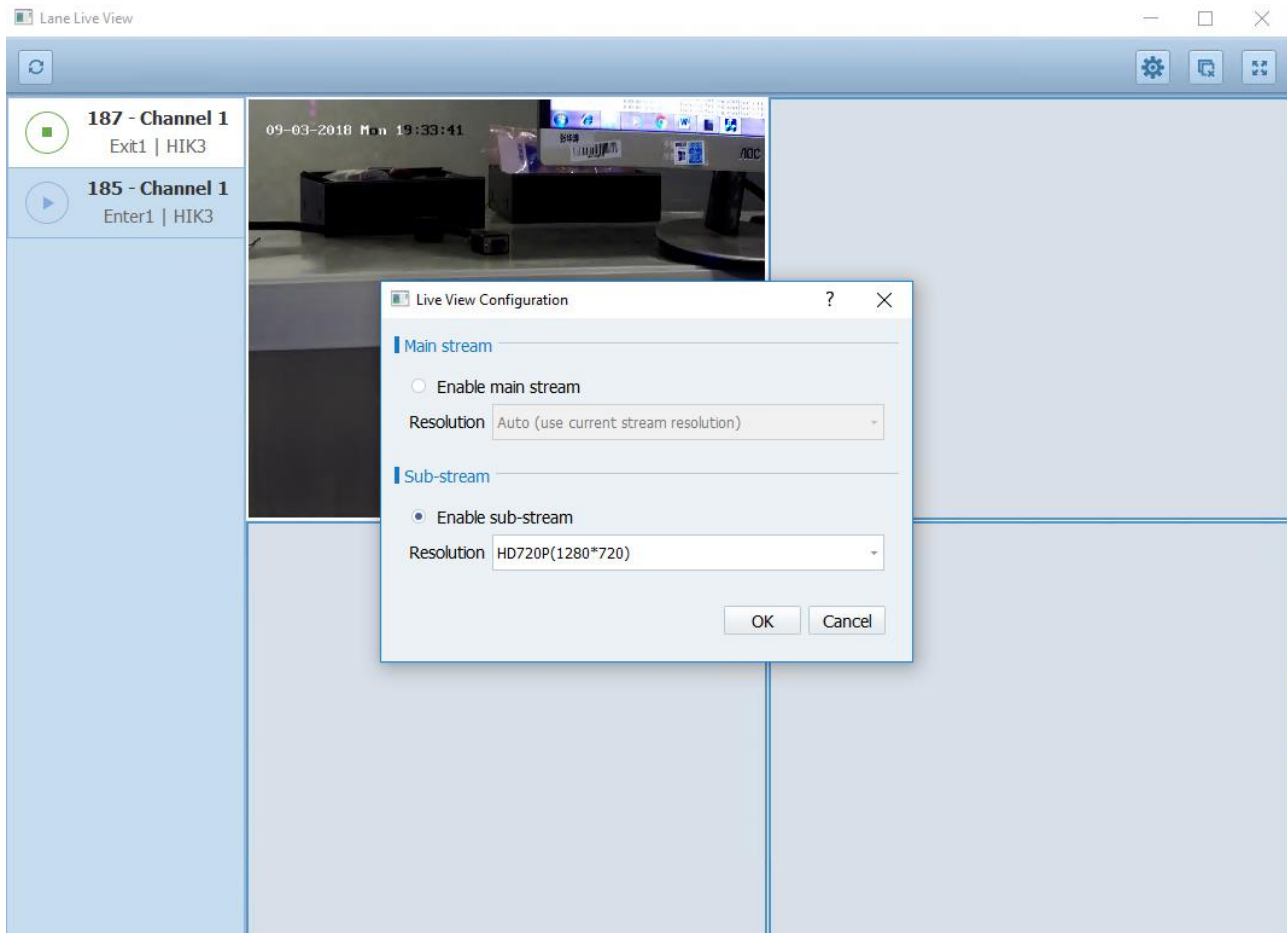 Lane Live View
187 - Channel 1
Exit1 | HIK3
185 - Channel 1
Enter1 | HIK3
09-03-2018 Mon 19:33:41
AOC
Live View Configuration
?
Main stream
Enable main stream
Resolution Auto (use current stream resolution)
Sub-stream
Enable sub-stream
Resolution HD720P(1280*720)
OK Cancel